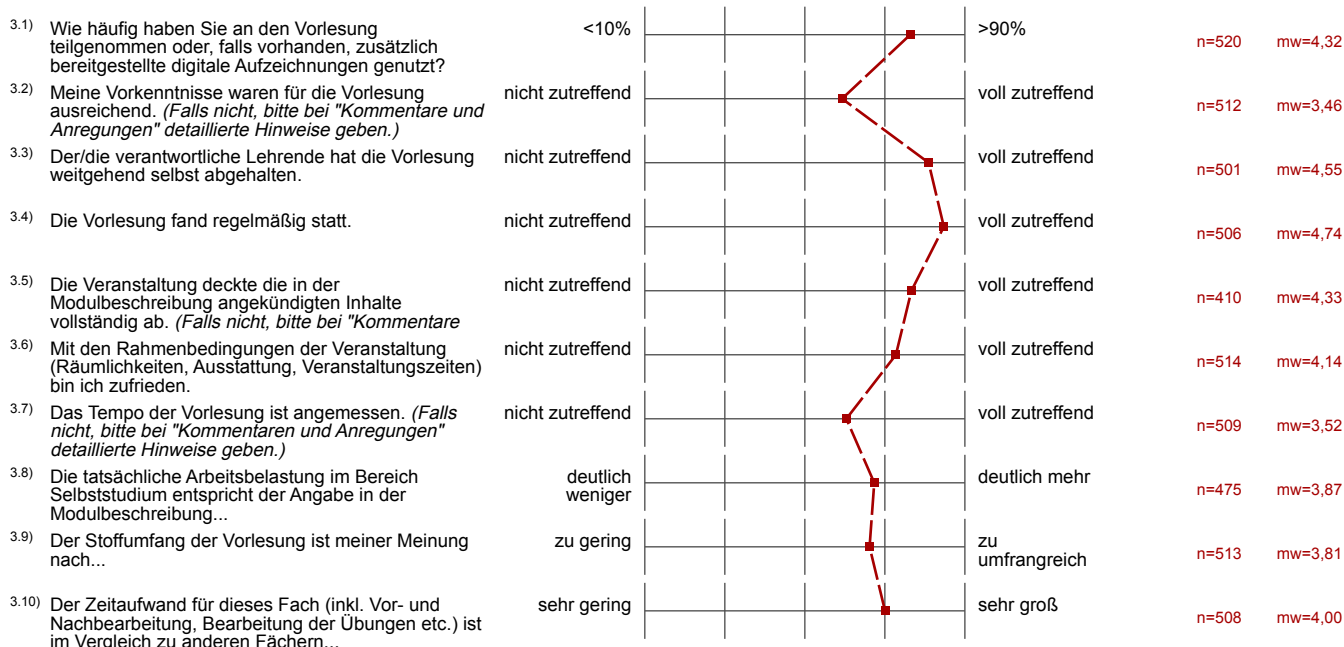 3.1) Wie häufig haben Sie an den Vorlesung <10% >90%
teilgenommen oder, falls vorhanden, zusätzlich
bereitgestellte digitale Aufzeichnungen genutzt? n=520 mw=4,32
3.2) Meine Vorkenntnisse waren für die Vorlesung nicht zutreffend voll zutreffend
ausreichend. (Falls nicht, bitte bei "Kommentare und n=512 mw=3,46
Anregungen" detaillierte Hinweise geben.)
3.3) Der/die verantwortliche Lehrende hat die Vorlesung nicht zutreffend voll zutreffend
weitgehend selbst abgehalten. n=501 mw=4,55
3.4) Die Vorlesung fand regelmäßig statt. nicht zutreffend voll zutreffend
n=506 mw=4,74
3.5) Die Veranstaltung deckte die in der nicht zutreffend voll zutreffend
Modulbeschreibung angekündigten Inhalte n=410 mw=4,33
vollständig ab. (Falls nicht, bitte bei "Kommentare
3.6) Mit den Rahmenbedingungen der Veranstaltung nicht zutreffend voll zutreffend
(Räumlichkeiten, Ausstattung, Veranstaltungszeiten) n=514 mw=4,14
bin ich zufrieden.
3.7) Das Tempo der Vorlesung ist angemessen. (Falls nicht zutreffend voll zutreffend
nicht, bitte bei "Kommentaren und Anregungen" n=509 mw=3,52
detaillierte Hinweise geben.)
3.8) Die tatsächliche Arbeitsbelastung im Bereich deutlich deutlich mehr
Selbststudium entspricht der Angabe in der weniger n=475 mw=3,87
Modulbeschreibung...
3.9) Der Stoffumfang der Vorlesung ist meiner Meinung zu gering zu
nach... umfrangreich n=513 mw=3,81
3.10) Der Zeitaufwand für dieses Fach (inkl. Vor- und sehr gering sehr groß
Nachbearbeitung, Bearbeitung der Übungen etc.) ist n=508 mw=4,00
im Vergleich zu anderen Fächern...